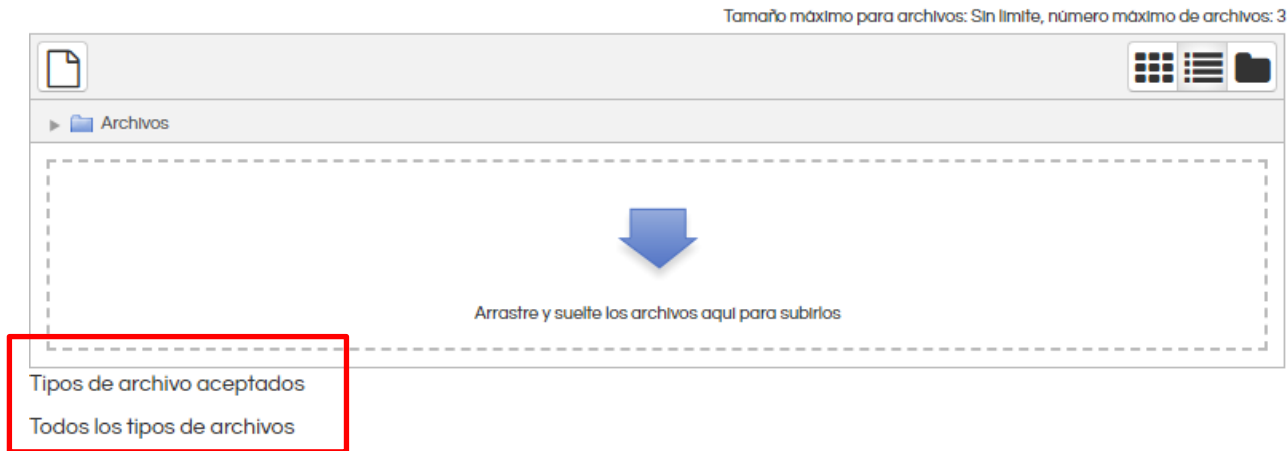 Tamaño máximo para archivos: Sin límite, número máximo de archivos: 3
Archivos
Arrastre y suelte los archivos aquí para subirlos
Tipos de archivo aceptados
Todos los tipos de archivos